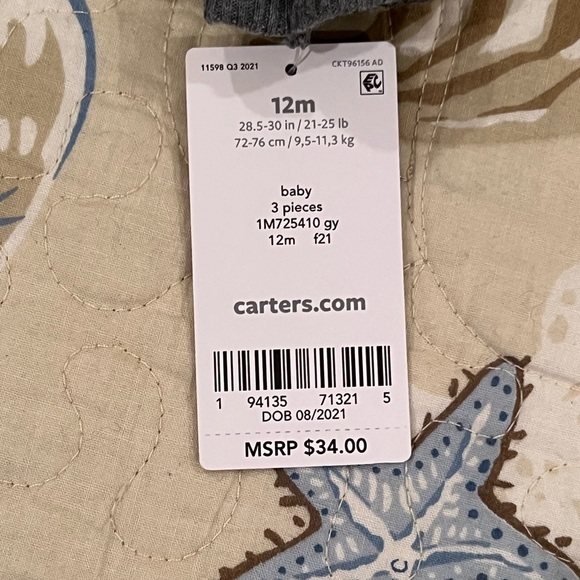 11598 Q3 2021 CKT96156 AD
12m
28.5-30 in / 21-25 lb
72-76 cm / 9,5-11,3 kg
baby
3 pieces
1M725410 gy
12m f21
carters.com
1 94135 71321 5
DOB 08/2021
MSRP $34.00